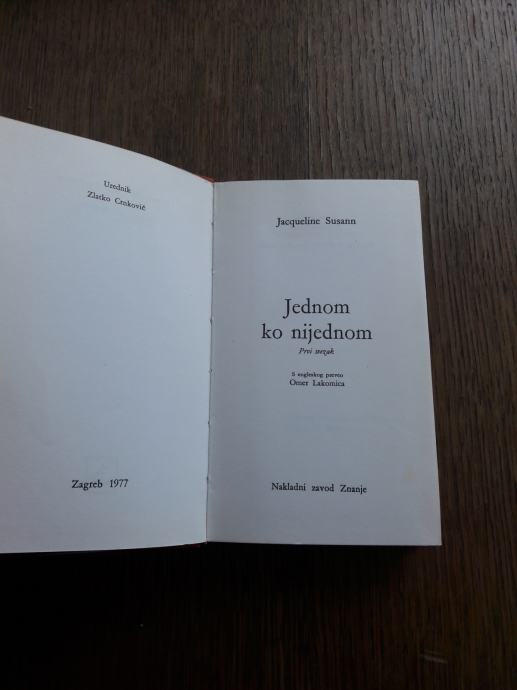 Urednik
Zlatko Crnković
Zagreb 1977
Jacqueline Susann
Jednom
ko nijednom
Prvi svezak
S engleskog preveo
Omer Lakomica
Nakladni zavod Znanje